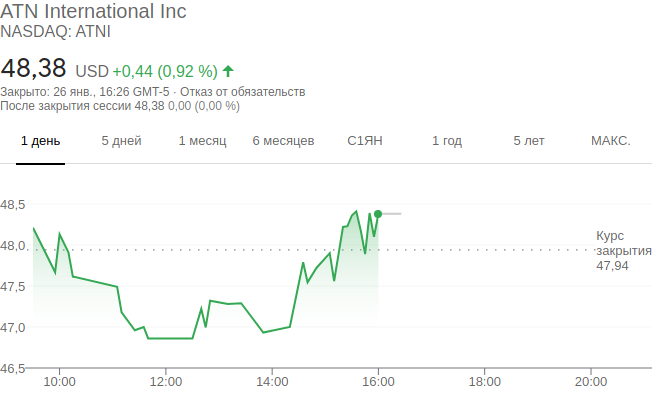 ATN International Inc
NASDAQ: ATNI
48,38 USD +0,44 (0,92 %)
Закрыто: 26 янв., 16:26 GMT-5 · Отказ от обязательств
После закрытия сессии 48,38 0,00 (0,00 %)
1 день 5 дней 1 месяц 6 месяцев С1ЯН 1 год 5 лет МАКС.
48,5
48,0
47,5
47,0
46,5
Курс
закрытия
47,94
10:00 12:00 14:00 16:00 18:00 20:00